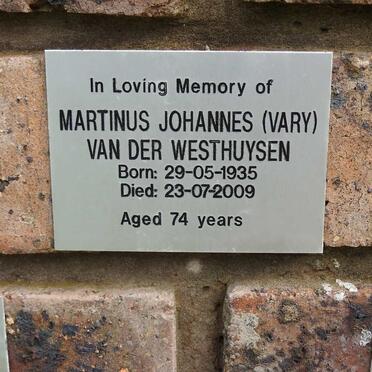 In Loving Memory of
MARTINUS JOHANNES (VARY)
VAN DER WESTHUYSEN
Born: 29-05-1935
Died: 23-07-2009
Aged 74 years